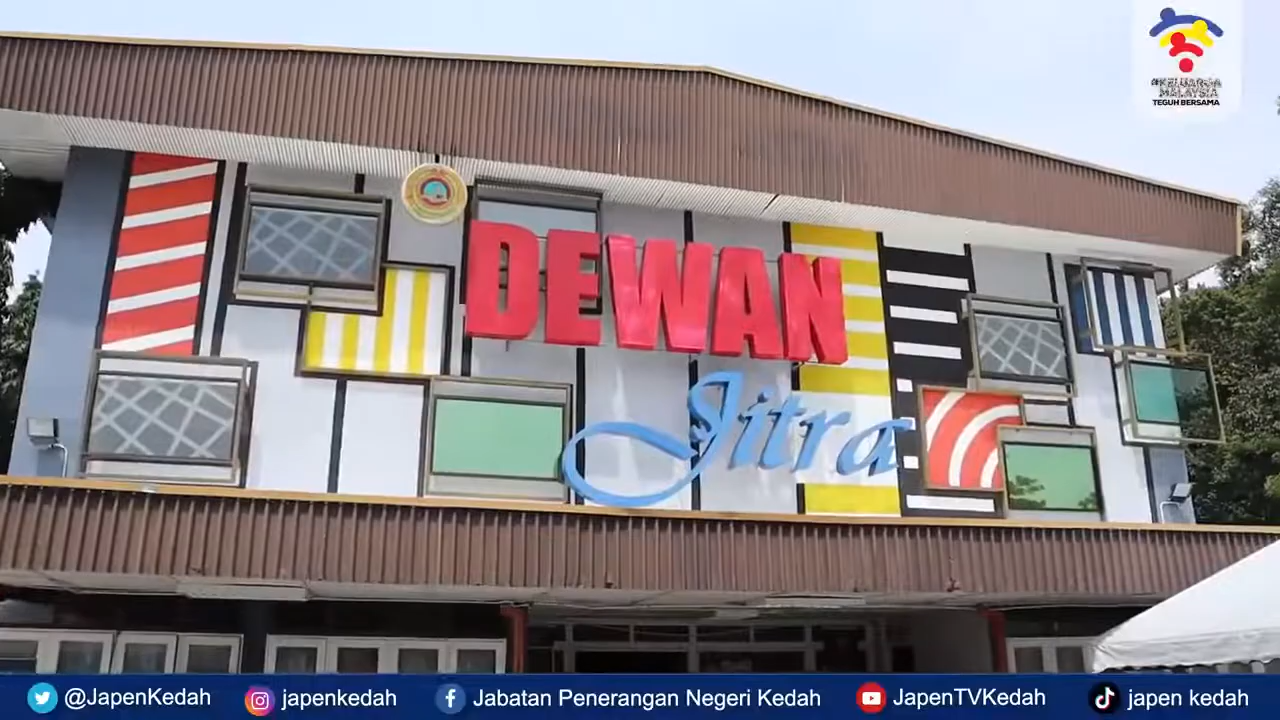 #KELUARGA
MALAYSIA
TEGUH BERSAMA
DEWAN
Jitra
@JapenKedah japenkedah Jabatan Penerangan Negeri Kedah JapenTVKedah japen kedah